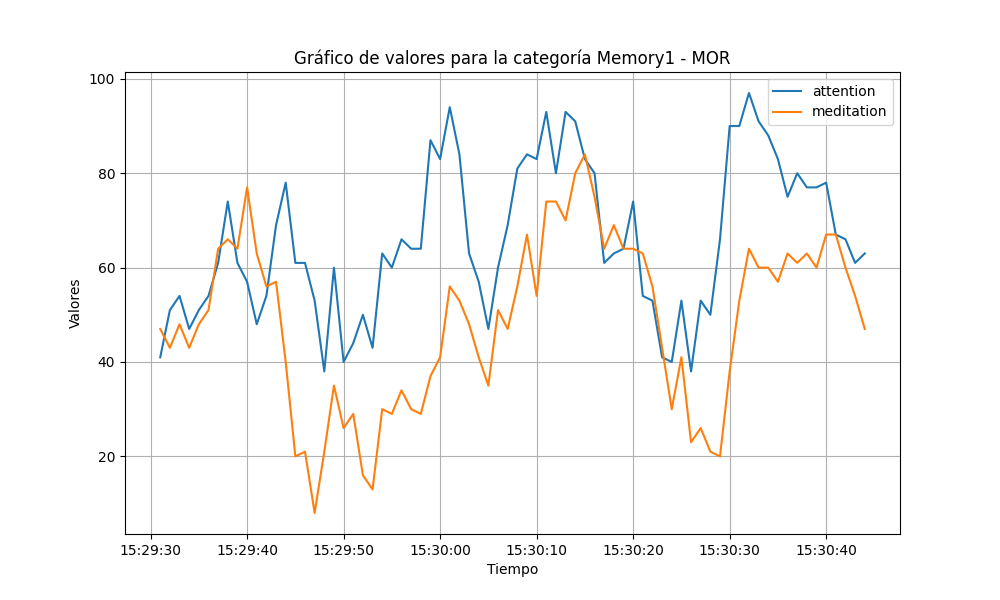 Gráfico de valores para la categoría Memory1 - MOR
attention
meditation
Valores
100
80
60
40
20
15:29:30 15:29:40 15:29:50 15:30:00 15:30:10 15:30:20 15:30:30 15:30:40
Tiempo